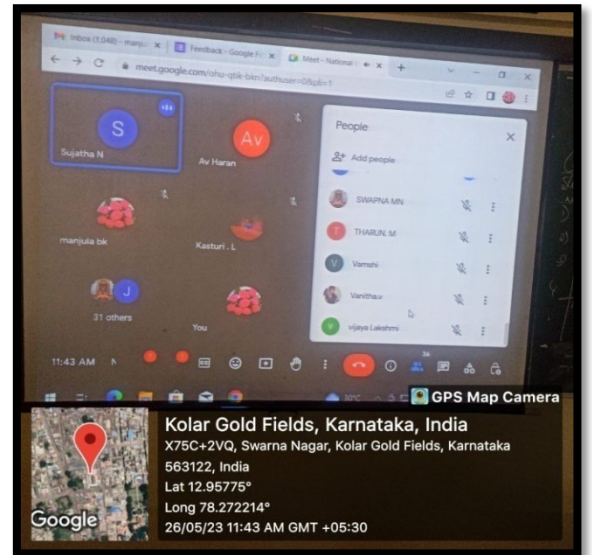 Inbox (1,048) - manju
Feedback - Google F
Meet - National
meet.google.com/ohu-qtik-bkn?authuser=0&pli=1
S
Sujatha N
Av
Av Haran
manjula bk
Kasturi . L
J
31 others
You
People
Add people
SWAPNA MN
T
THARUN. M
V
Vamshi
Vanitha.v
v
vijaya Lakshmi
11:43 AM
N
36
30°C
GPS Map Camera
Kolar Gold Fields, Karnataka, India
X75C+2VQ, Swarna Nagar, Kolar Gold Fields, Karnataka
563122, India
Lat 12.95775°
Long 78.272214°
26/05/23 11:43 AM GMT +05:30
Google